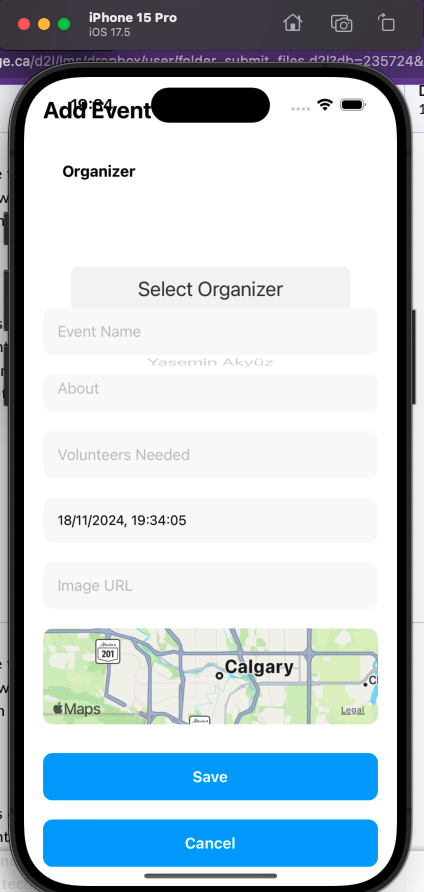 iPhone 15 Pro
iOS 17.5
ge.ca/d2l/lms/dropbox/user/folder_submit_files.d2l?db=235724&
19:34
Add Event
Organizer
Select Organizer
Event Name
Yasemin Akyüz
About
Volunteers Needed
18/11/2024, 19:34:05
Image URL
201
Calgary
Maps
Legal
Save
Cancel